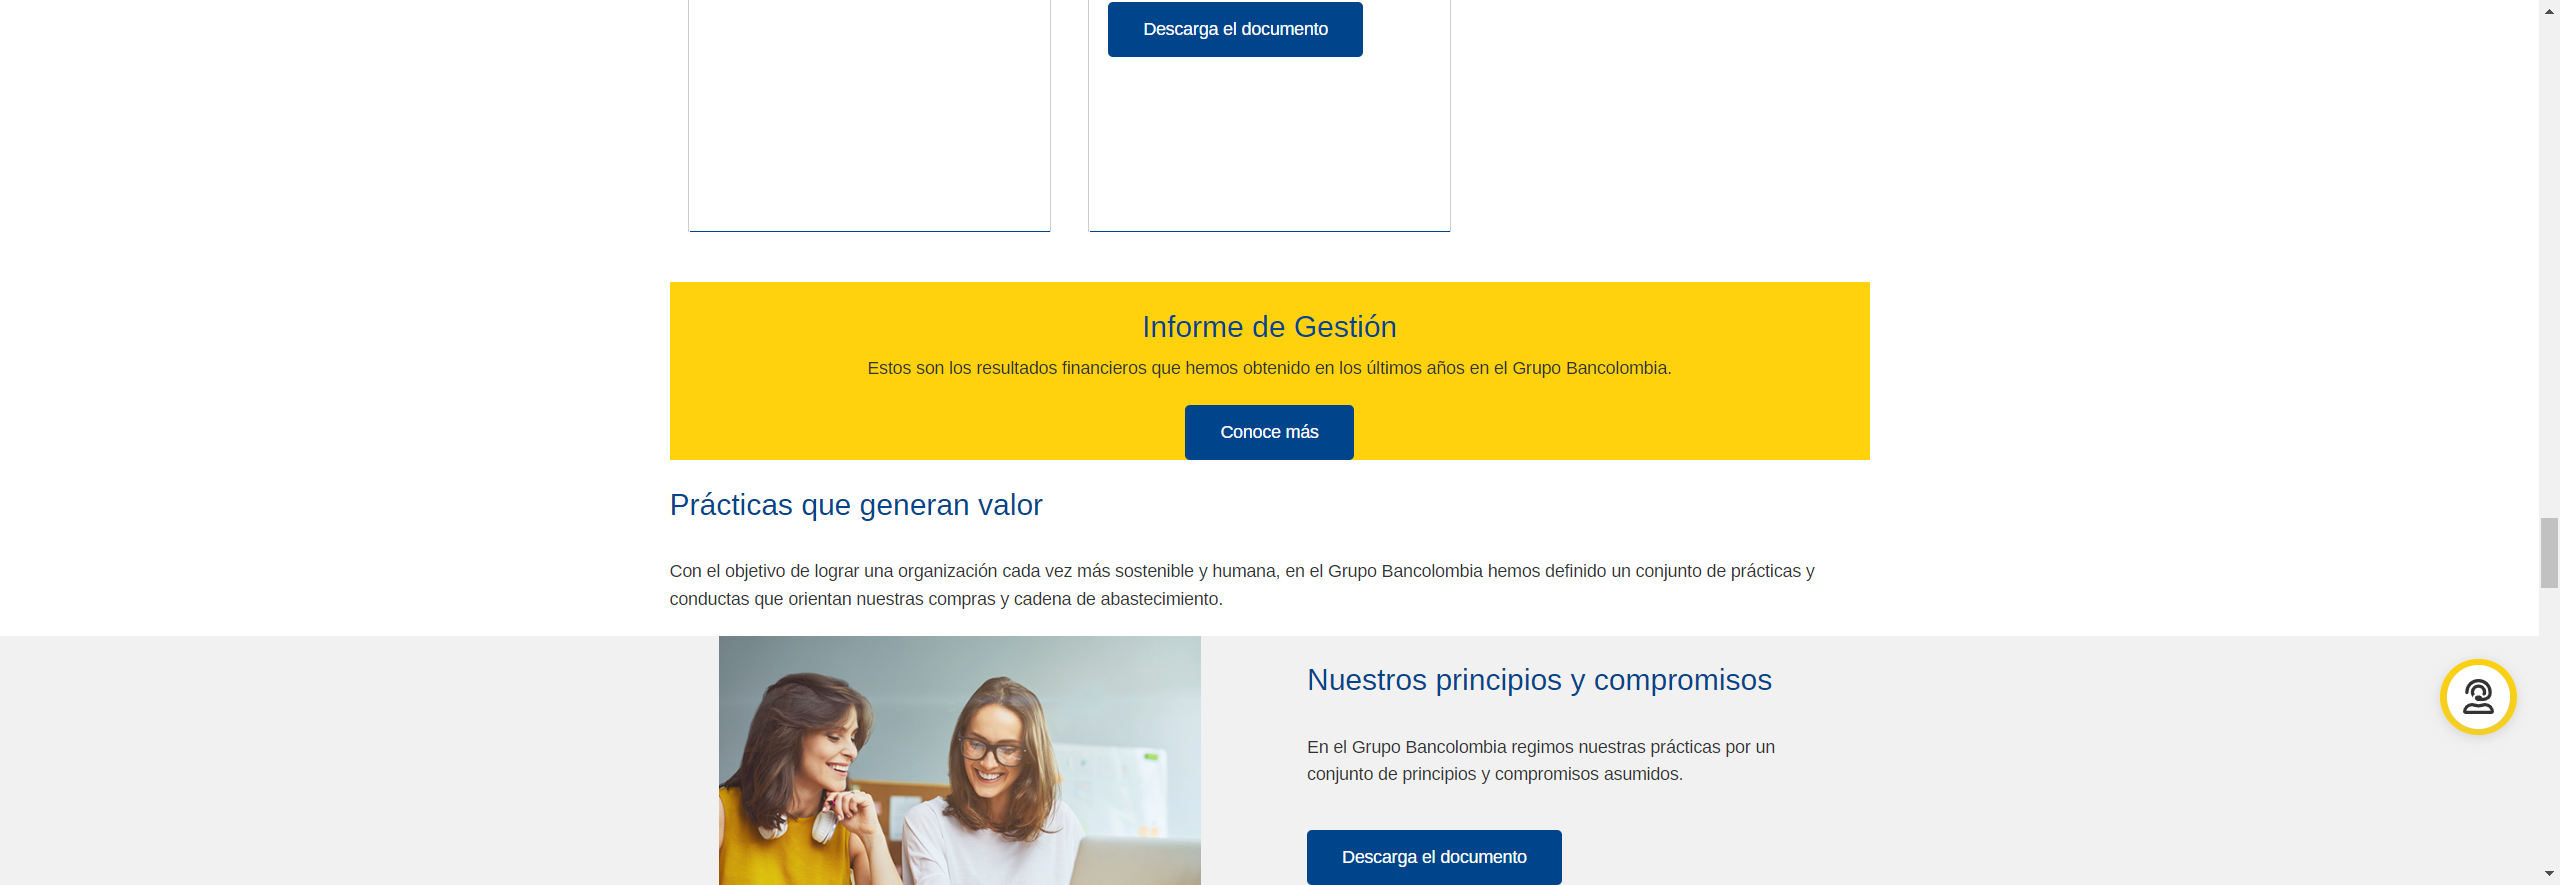 Descarga el documento
Informe de Gestión
Estos son los resultados financieros que hemos obtenido en los últimos años en el Grupo Bancolombia.
Conoce más
Prácticas que generan valor
Con el objetivo de lograr una organización cada vez más sostenible y humana, en el Grupo Bancolombia hemos definido un conjunto de prácticas y
conductas que orientan nuestras compras y cadena de abastecimiento.
Nuestros principios y compromisos
En el Grupo Bancolombia regimos nuestras prácticas por un
conjunto de principios y compromisos asumidos.
Descarga el documento